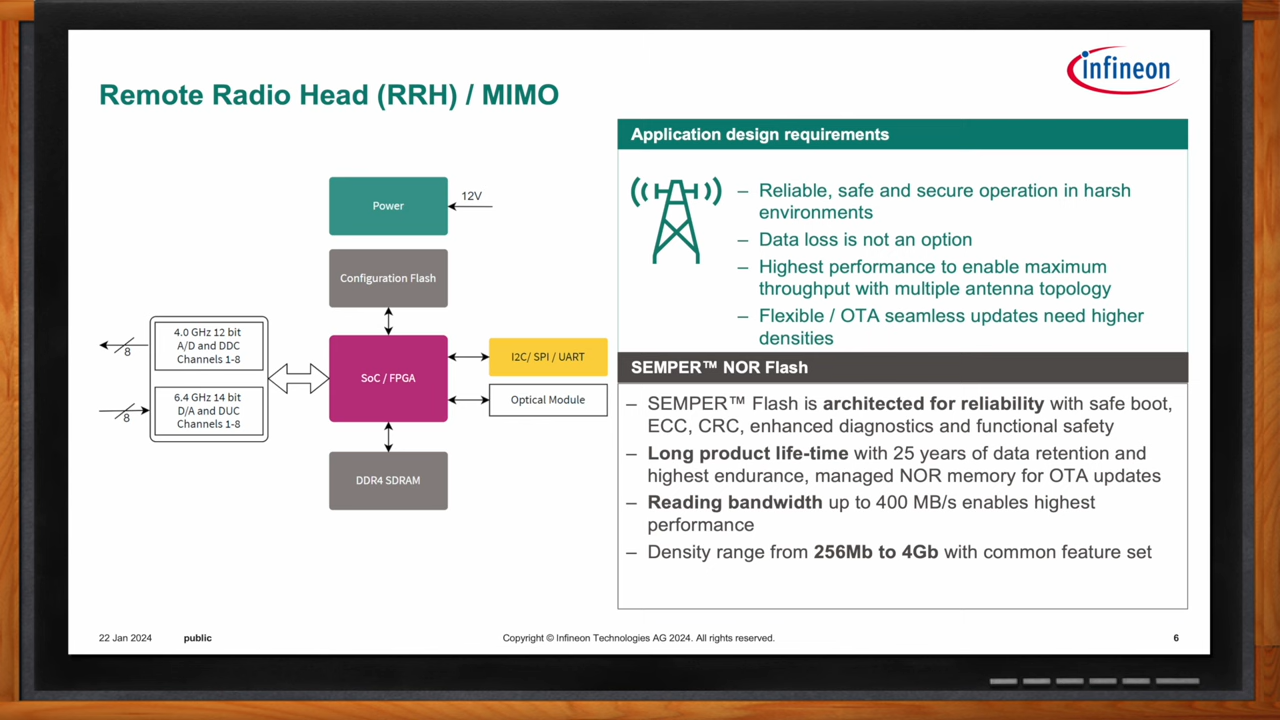 infineon
Remote Radio Head (RRH) / MIMO
Power
12V
Configuration Flash
4.0 GHz 12 bit
A/D and DDC
Channels 1-8
8
6.4 GHz 14 bit
D/A and DUC
Channels 1-8
8
SoC / FPGA
I2C/ SPI / UART
Optical Module
DDR4 SDRAM
Application design requirements
– Reliable, safe and secure operation in harsh
environments
– Data loss is not an option
– Highest performance to enable maximum
throughput with multiple antenna topology
– Flexible / OTA seamless updates need higher
densities
SEMPER™ NOR Flash
– SEMPER™ Flash is architected for reliability with safe boot,
ECC, CRC, enhanced diagnostics and functional safety
– Long product life-time with 25 years of data retention and
highest endurance, managed NOR memory for OTA updates
– Reading bandwidth up to 400 MB/s enables highest
performance
– Density range from 256Mb to 4Gb with common feature set
22 Jan 2024
public
Copyright © Infineon Technologies AG 2024. All rights reserved.
6